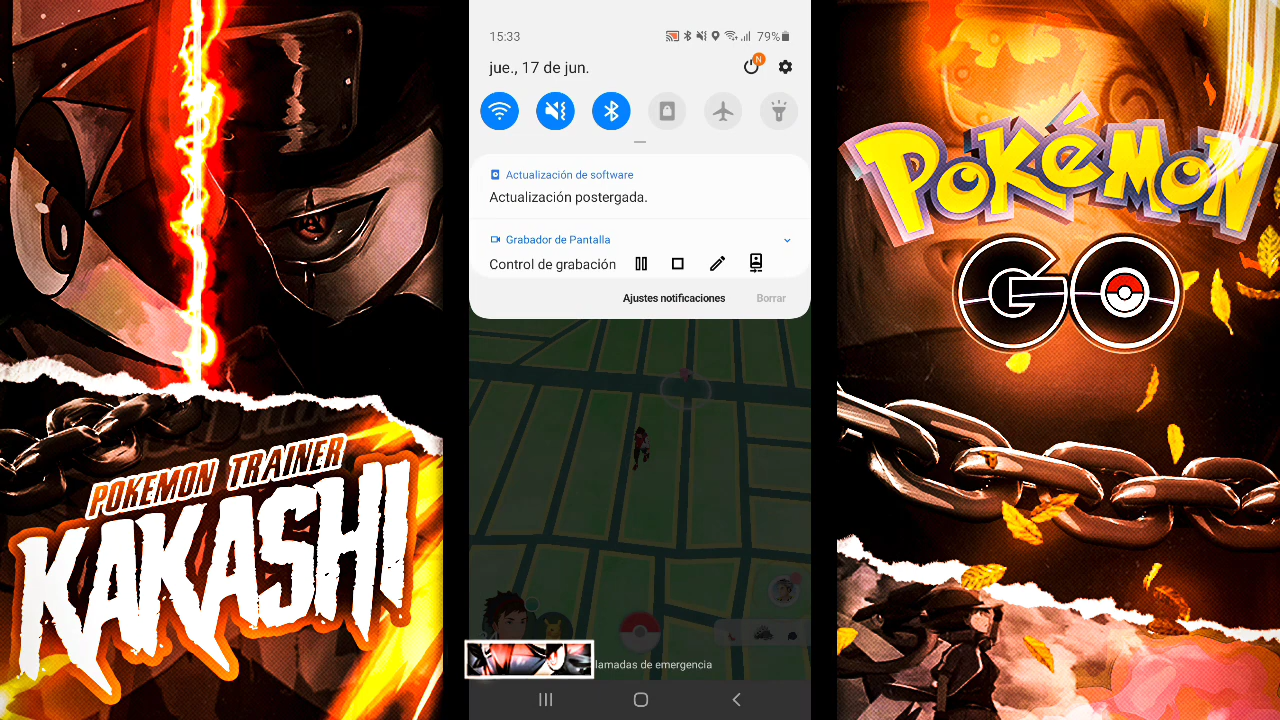 15:33
79%
jue., 17 de jun.
N
Actualización de software
Actualización postergada.
Grabador de Pantalla
Control de grabación
Ajustes notificaciones
Borrar
lamadas de emergencia
POKEMON TRAINER
KAKASHI
POKéMON
GO